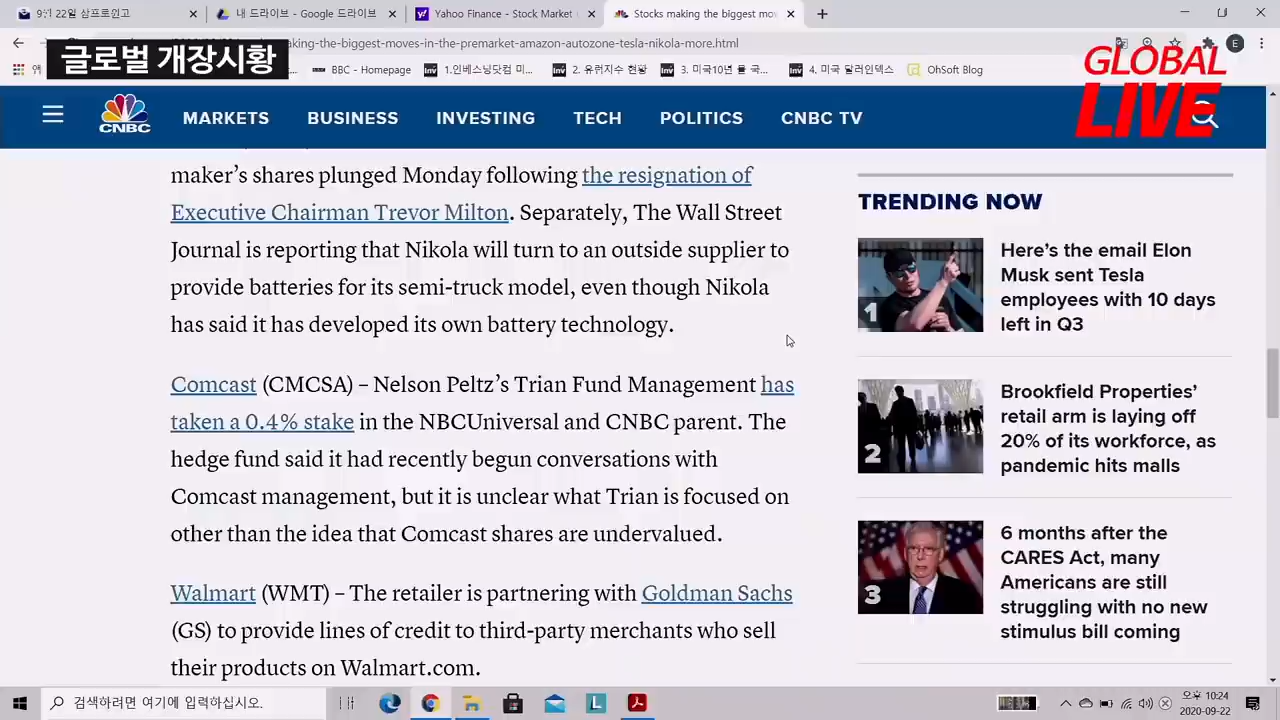 9월 22일 삼프로원고
내 드라이브 - Google 드라이브
Yahoo Finance - Stock Market
Stocks making the biggest mov
making-the-biggest-moves-in-the-premarke
mazon-autozone-tesla-nikola-more.html
E
글로벌 개장시황
BBC - Homepage
1.인베스닝닷컴 미...
2. 유럽지수 현황
3. 미국10년 물 국...
4. 미국 달러인덱스
OhSoft Blog
GLOBAL
LIVE
CNBC
MARKETS
BUSINESS
INVESTING
TECH
POLITICS
CNBC TV
maker's shares plunged Monday following the resignation of
Executive Chairman Trevor Milton. Separately, The Wall Street
Journal is reporting that Nikola will turn to an outside supplier to
provide batteries for its semi-truck model, even though Nikola
has said it has developed its own battery technology.
Comcast (CMCSA) – Nelson Peltz's Trian Fund Management has
taken a 0.4% stake in the NBCUniversal and CNBC parent. The
hedge fund said it had recently begun conversations with
Comcast management, but it is unclear what Trian is focused on
other than the idea that Comcast shares are undervalued.
Walmart (WMT) – The retailer is partnering with Goldman Sachs
(GS) to provide lines of credit to third-party merchants who sell
their products on Walmart.com.
TRENDING NOW
1
Here's the email Elon
Musk sent Tesla
employees with 10 days
left in Q3
2
Brookfield Properties'
retail arm is laying off
20% of its workforce, as
pandemic hits malls
3
6 months after the
CARES Act, many
Americans are still
struggling with no new
stimulus bill coming
검색하려면 여기에 입력하십시오.
오후 10:24
2020-09-22